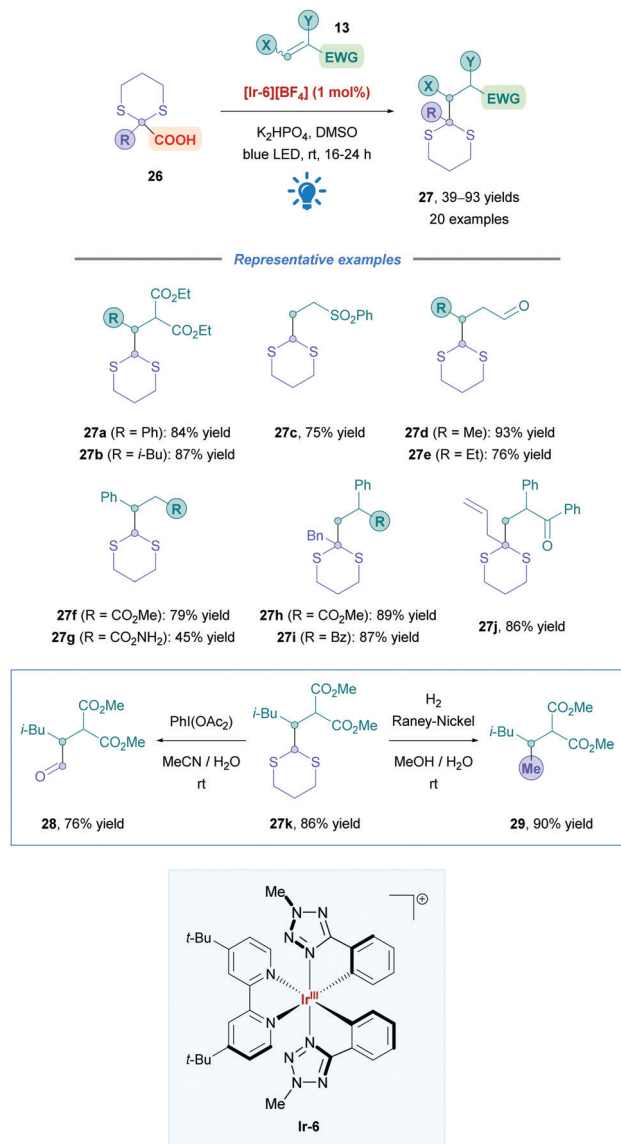 Y
13
X
EWG
S
S
R
COOH
26
[Ir-6][BF4] (1 mol%)
K2HPO4, DMSO
blue LED, rt, 16-24 h
Y
X
EWG
R
S
S
27, 39–93 yields
20 examples
Representative examples
CO2Et
R
CO2Et
S
S
27a (R = Ph): 84% yield
27b (R = i-Bu): 87% yield
SO2Ph
S
S
27c, 75% yield
R
O
S
S
27d (R = Me): 93% yield
27e (R = Et): 76% yield
Ph
R
S
S
27f (R = CO2Me): 79% yield
27g (R = CO2NH2): 45% yield
Ph
Bn
R
S
S
27h (R = CO2Me): 89% yield
27i (R = Bz): 87% yield
Ph
Ph
O
S
S
27j, 86% yield
CO2Me
i-Bu
CO2Me
O
28, 76% yield
PhI(OAc2)
MeCN / H2O
rt
CO2Me
i-Bu
CO2Me
S
S
27k, 86% yield
H2
Raney-Nickel
MeOH / H2O
rt
CO2Me
i-Bu
CO2Me
Me
29, 90% yield
Me
N
N
N
N
t-Bu
N
IrIII
N
t-Bu
N
N
N
N
Me
+
Ir-6